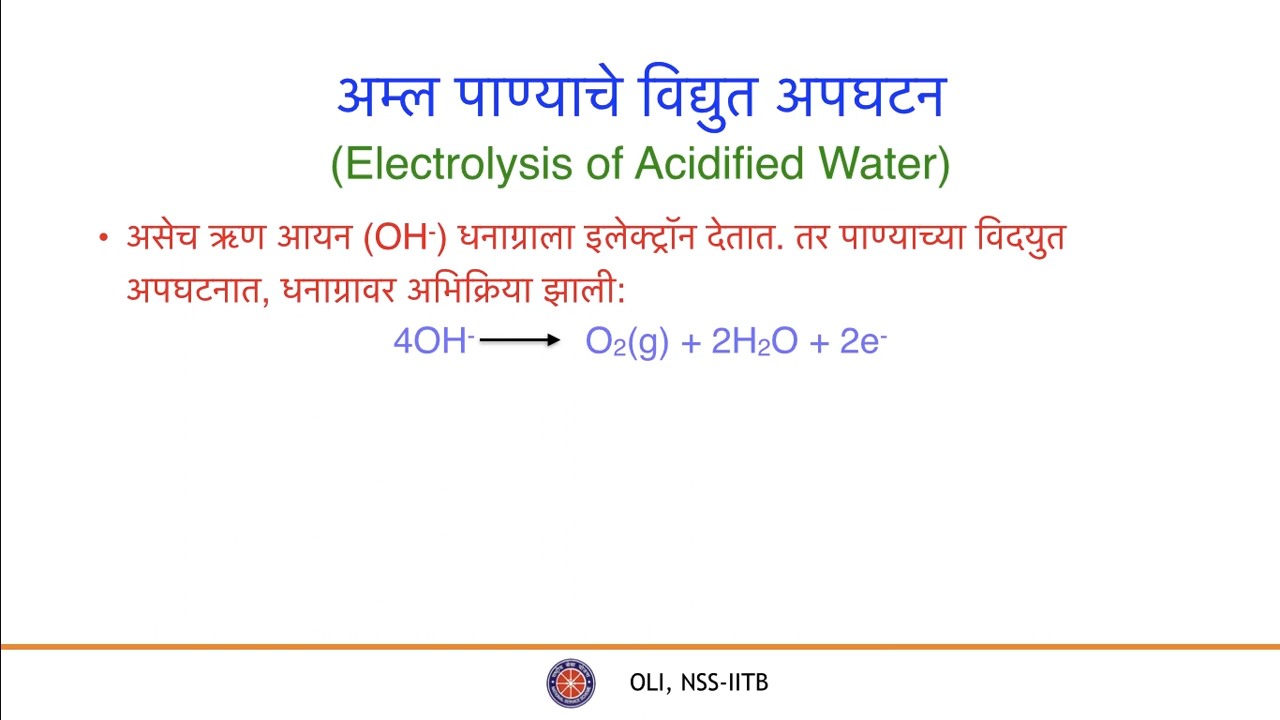 अम्ल पाण्याचे विद्युत अपघटन
(Electrolysis of Acidified Water)
• असेच ऋण आयन (OH-) धनाग्राला इलेक्ट्रॉन देतात. तर पाण्याच्या विदयुत
अपघटनात, धनाग्रावर अभिक्रिया झाली:
4OH- ⟶ O₂(g) + 2H₂O + 2e-
OLI, NSS-IITB